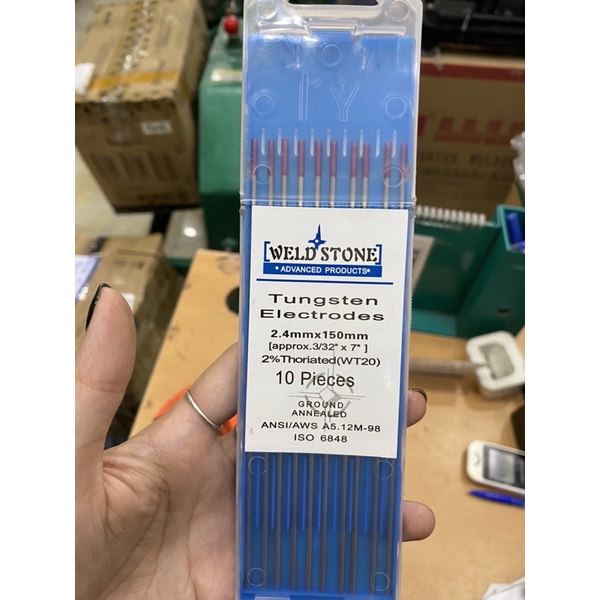 [WELD STONE]
* ADVANCED PRODUCTS*
Tungsten
Electrodes
2.4mmx150mm
[approx.3/32" x 7" ]
2%Thoriated(WT20)
10 Pieces
GROUND
ANNEALED
ANSI/AWS A5.12M-98
ISO 6848